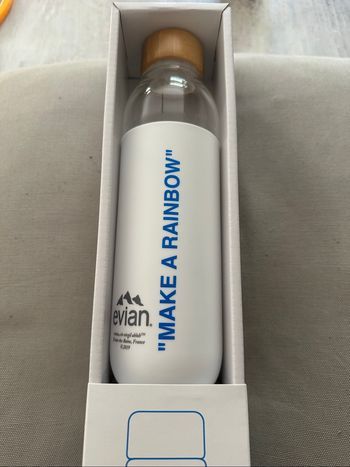 "MAKE A RAINBOW"
evian®
Evian-les-Bains, France
©2019